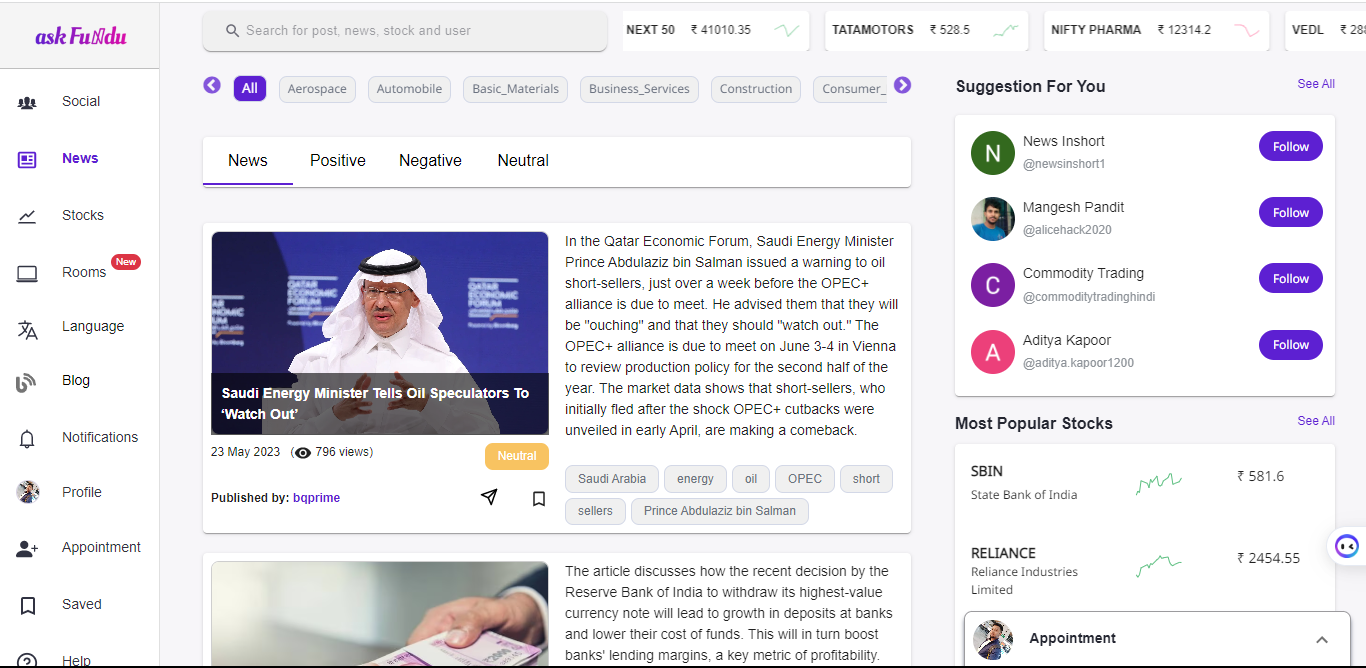 ask Fundu
Search for post, news, stock and user
NEXT 50 ₹ 41010.35
TATAMOTORS ₹ 528.5
NIFTY PHARMA ₹ 12314.2
VEDL ₹ 288
Social
News
Stocks
Rooms New
Language
Blog
Notifications
Profile
Appointment
Saved
Help
All Aerospace Automobile Basic_Materials Business_Services Construction Consumer_
News Positive Negative Neutral
QATAR ECONOMIC FORUM
Powered by Bloomberg
Saudi Energy Minister Tells Oil Speculators To
‘Watch Out’
23 May 2023 ( 796 views)
Neutral
Published by: bqprime
In the Qatar Economic Forum, Saudi Energy Minister
Prince Abdulaziz bin Salman issued a warning to oil
short-sellers, just over a week before the OPEC+
alliance is due to meet. He advised them that they will
be "ouching" and that they should "watch out." The
OPEC+ alliance is due to meet on June 3-4 in Vienna
to review production policy for the second half of the
year. The market data shows that short-sellers, who
initially fled after the shock OPEC+ cutbacks were
unveiled in early April, are making a comeback.
Saudi Arabia energy oil OPEC short
sellers Prince Abdulaziz bin Salman
The article discusses how the recent decision by the
Reserve Bank of India to withdraw its highest-value
currency note will lead to growth in deposits at banks
and lower their cost of funds. This will in turn boost
banks' lending margins, a key metric of profitability.
Suggestion For You See All
N News Inshort
@newsinshort1
Follow
Mangesh Pandit
@alicehack2020
Follow
C Commodity Trading
@commoditytradinghindi
Follow
A Aditya Kapoor
@aditya.kapoor1200
Follow
Most Popular Stocks See All
SBIN
State Bank of India
₹ 581.6
RELIANCE
Reliance Industries
Limited
₹ 2454.55
Appointment